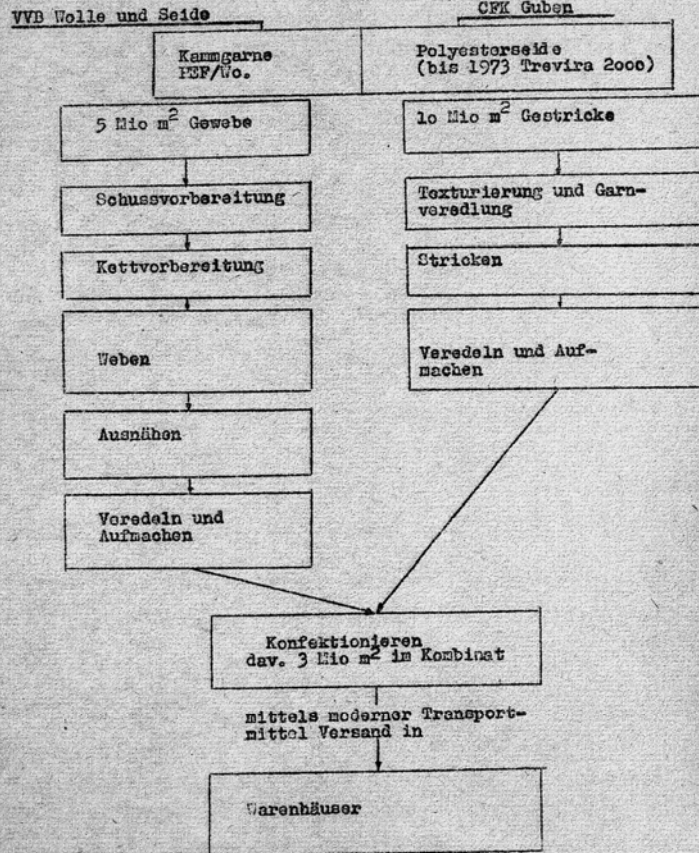 VVB Wolle und Seide
CFK Guben
Kammgarne
PEF/Wo.
Polyesterseide
(bis 1973 Trevira 2000)
5 Mio m² Gewebe
10 Mio m² Gestricke
Schussvorbereitung
Texturierung und Garn-
veredlung
Kettvorbereitung
Stricken
Weben
Veredeln und Auf-
machen
Ausnähen
Veredeln und
Aufmachen
Konfektionieren
dav. 3 Mio m² im Kombinat
mittels moderner Transport-
mittel Versand in
Warenhäuser